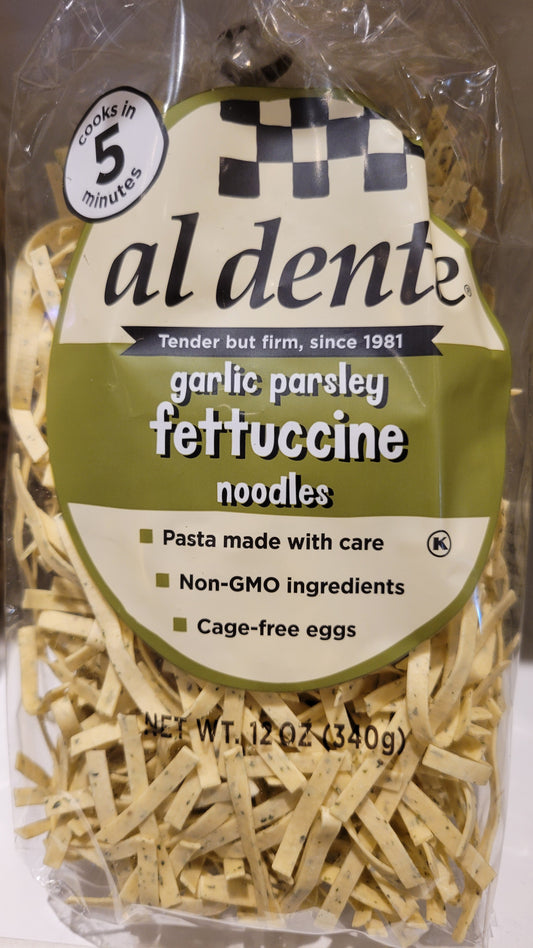 cooks in
5
minutes
al dente®
Tender but firm, since 1981
garlic parsley
fettuccine
noodles
Pasta made with care
K
Non-GMO ingredients
Cage-free eggs
NET WT. 12 OZ (340g)